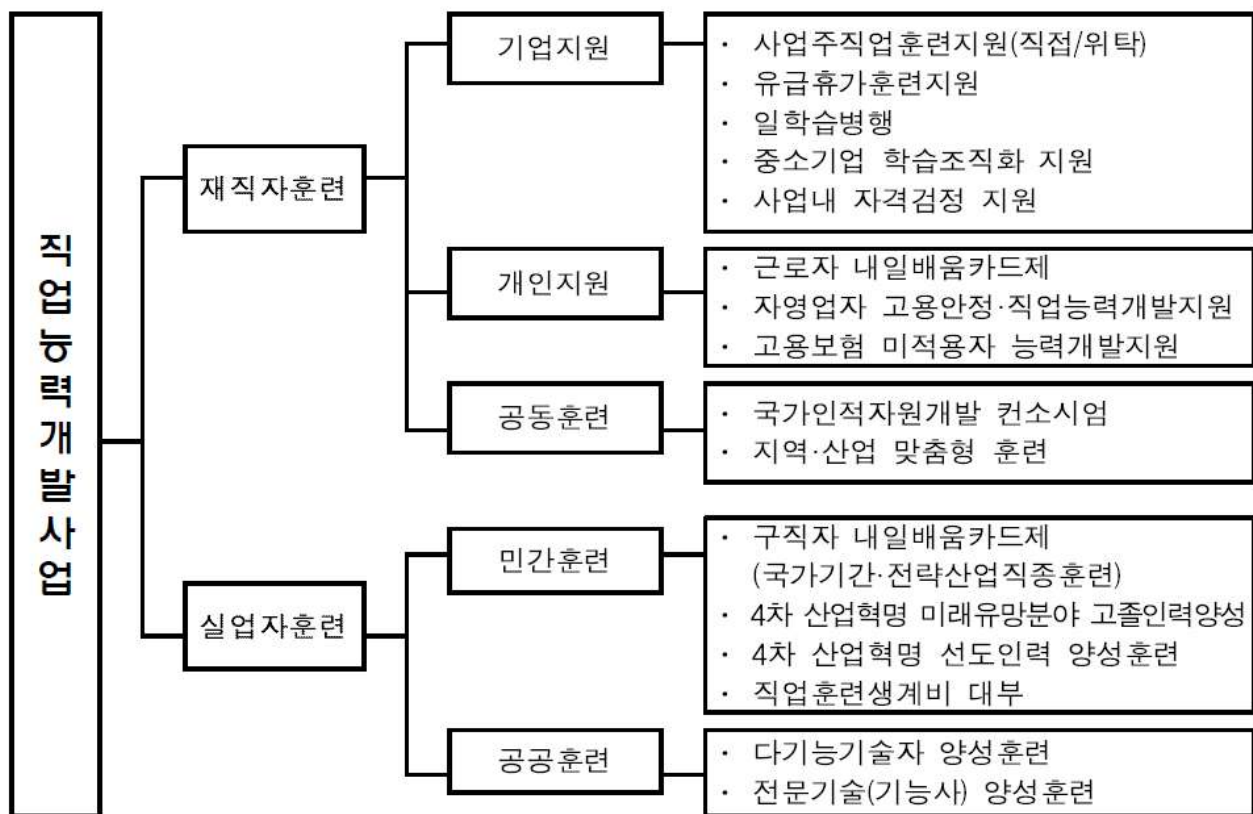 직업능력개발사업
재직자훈련
기업지원
· 사업주직업훈련지원(직접/위탁)
· 유급휴가훈련지원
· 일학습병행
· 중소기업 학습조직화 지원
· 사업내 자격검정 지원
개인지원
· 근로자 내일배움카드제
· 자영업자 고용안정·직업능력개발지원
· 고용보험 미적용자 능력개발지원
공동훈련
· 국가인적자원개발 컨소시엄
· 지역·산업 맞춤형 훈련
실업자훈련
민간훈련
· 구직자 내일배움카드제
(국가기간·전략산업직종훈련)
· 4차 산업혁명 미래유망분야 고졸인력양성
· 4차 산업혁명 선도인력 양성훈련
· 직업훈련생계비 대부
공공훈련
· 다기능기술자 양성훈련
· 전문기술(기능사) 양성훈련